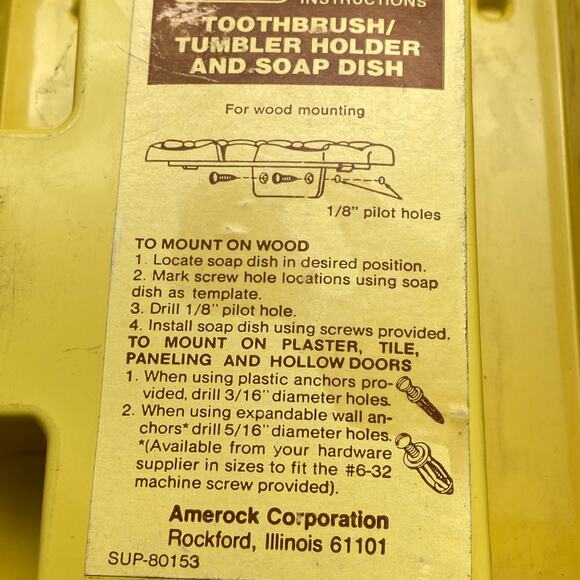 INSTRUCTIONS
TOOTHBRUSH/
TUMBLER HOLDER
AND SOAP DISH
For wood mounting
1/8" pilot holes
TO MOUNT ON WOOD
1. Locate soap dish in desired position.
2. Mark screw hole locations using soap
dish as template.
3. Drill 1/8" pilot hole.
4. Install soap dish using screws provided.
TO MOUNT ON PLASTER, TILE,
PANELING AND HOLLOW DOORS
1. When using plastic anchors pro-
vided, drill 3/16" diameter holes.
2. When using expandable wall an-
chors* drill 5/16" diameter holes.
*(Available from your hardware
supplier in sizes to fit the #6-32
machine screw provided).
Amerock Corporation
Rockford, Illinois 61101
SUP-80153